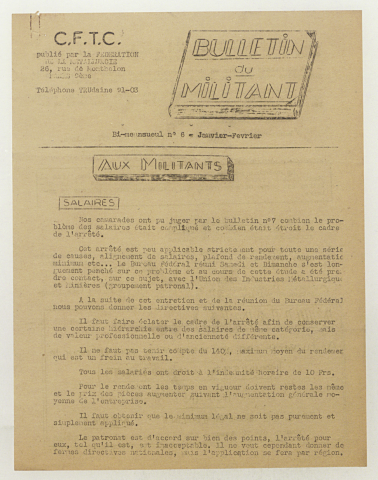 C.F.T.C.
publié par la FEDERATION
DE LA METALLURGIE
26, rue de Montholon
PARIS 9ème
Téléphone TRUdaine 91-03
BULLETIN
du
MILITANT
Bi-mensuel n° 8 - Janvier-Fevrier
AUX MILITANTS
SALAIRES
Nos camarades ont pu juger par le bulletin n°7 combien le pro-
blème des salaires était compliqué et combien était étroit le cadre
de l'arrêté.
Cet arrêté est peu applicable strictement pour toute une série
de causes, alignement de salaires, plafond de rendement, augmentation
minimum etc... Le Bureau Fédéral réuni Samedi et Dimanche s'est lon-
guement penché sur ce problème et au cours de cette étude a été pris
contact, sur ce sujet, avec l'Union des Industries Métallurgiques
et Minières (groupement patronal).
A la suite de cet entretien et de la réunion du Bureau Fédéral
nous pouvons donner les directives suivantes.
Il faut faire éclater le cadre de l'arrêté afin de conserver
une certaine hiérarchie entre des salaires de même catégorie, mais
de valeur professionnelle ou d'ancienneté différente.
Il ne faut pas tenir compte du 140%, maximum moyen du rendement
qui est un frein au travail.
Tous les salariés ont droit à l'indemnité horaire de 10 Frs.
Pour le rendement les temps en vigueur doivent rester les même
et le prix des pièces augmenter suivant l'augmentation générale mo-
yenne de l'entreprise.
Il faut obtenir que le minimum légal ne soit pas purement et
simplement appliqué.
Le patronat est d'accord sur bien des points, l'arrêté pour
eux, tel qu'il est, est inacceptable. Il ne veut cependant donner de
fermes directives nationales, mais l'application se fera par région.